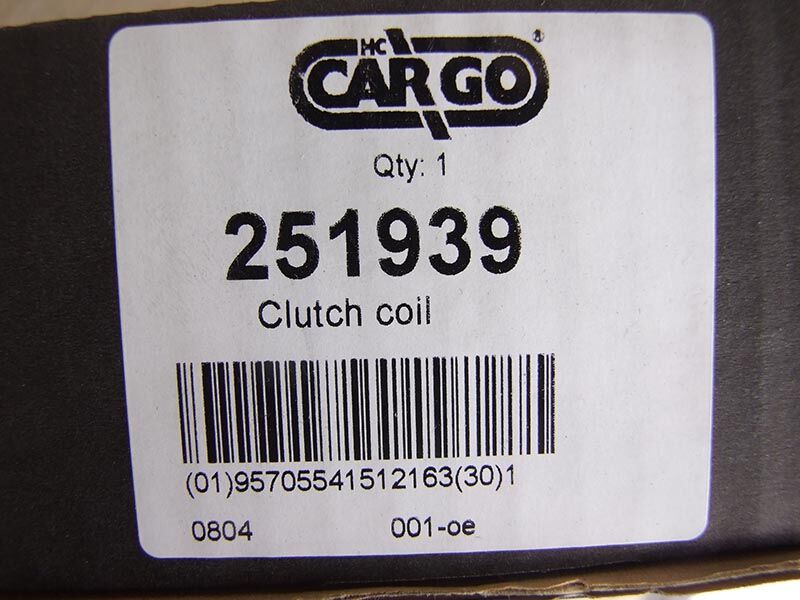 HC
CARGO®
Qty: 1
251939
Clutch coil
(01)95705541512163(30)1
0804 001-oe